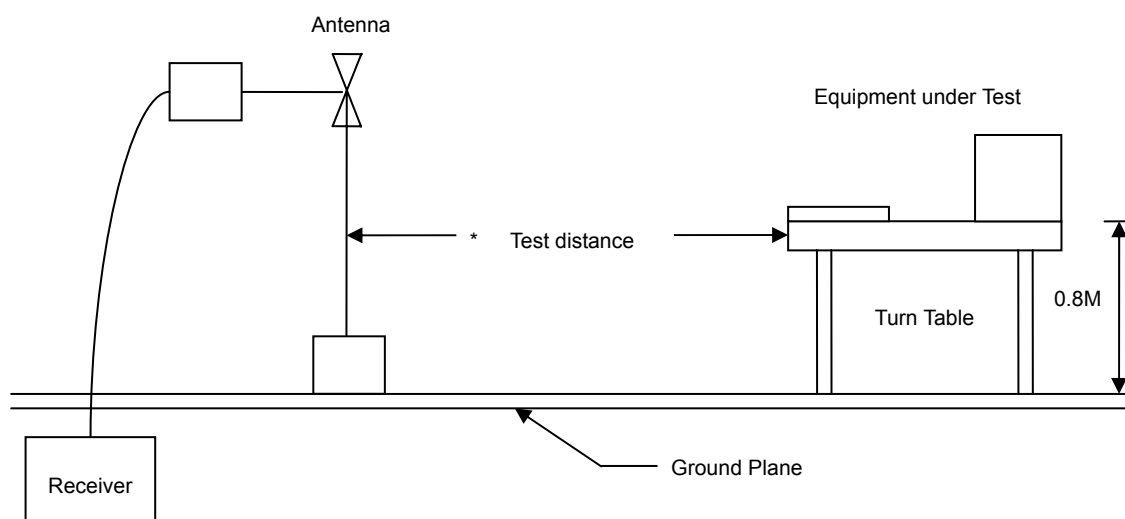 Antenna
Equipment under Test
* Test distance
0.8M
Turn Table
Ground Plane
Receiver